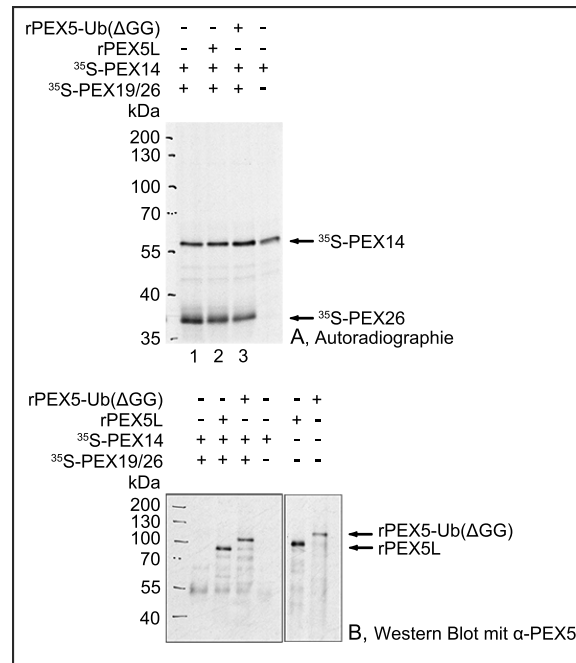 rPEX5-Ub(ΔGG) - - + -
rPEX5L - + - -
³⁵S-PEX14 + + + +
³⁵S-PEX19/26 + + + -
kDa
200
130
100
70
55
40
35
³⁵S-PEX14
³⁵S-PEX26
A, Autoradiographie
1 2 3
rPEX5-Ub(ΔGG) - - + - - +
rPEX5L - + - - + -
³⁵S-PEX14 + + + + - -
³⁵S-PEX19/26 + + + - - -
kDa
200
130
100
70
55
40
rPEX5-Ub(ΔGG)
rPEX5L
B, Western Blot mit α-PEX5